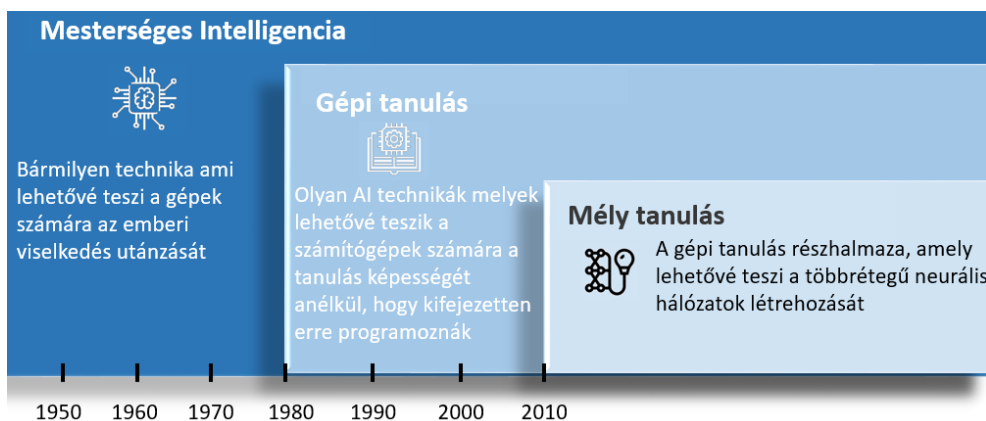 Mesterséges Intelligencia
Bármilyen technika ami
lehetővé teszi a gépek
számára az emberi
viselkedés utánzását
Gépi tanulás
Olyan AI technikák melyek
lehetővé teszik a
számítógépek számára a
tanulás képességét
anélkül, hogy kifejezetten
erre programoznák
Mély tanulás
A gépi tanulás részhalmaza, amely
lehetővé teszi a többrétegű neurális
hálózatok létrehozását
1950 1960 1970 1980 1990 2000 2010